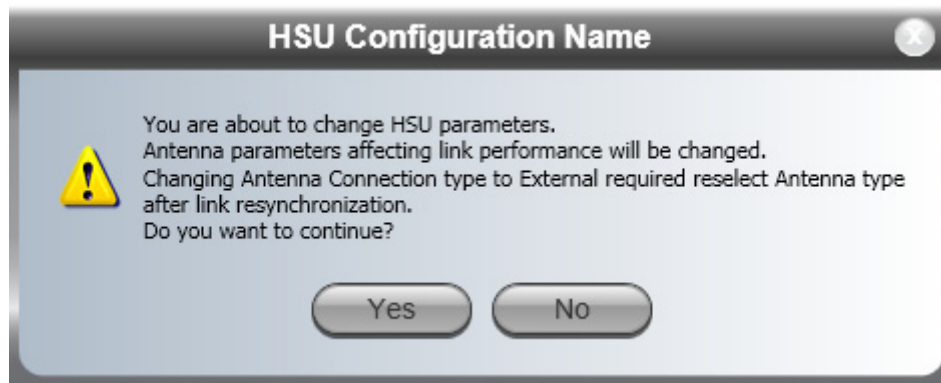 HSU Configuration Name
You are about to change HSU parameters.
Antenna parameters affecting link performance will be changed.
Changing Antenna Connection type to External required reselect Antenna type
after link resynchronization.
Do you want to continue?
Yes
No